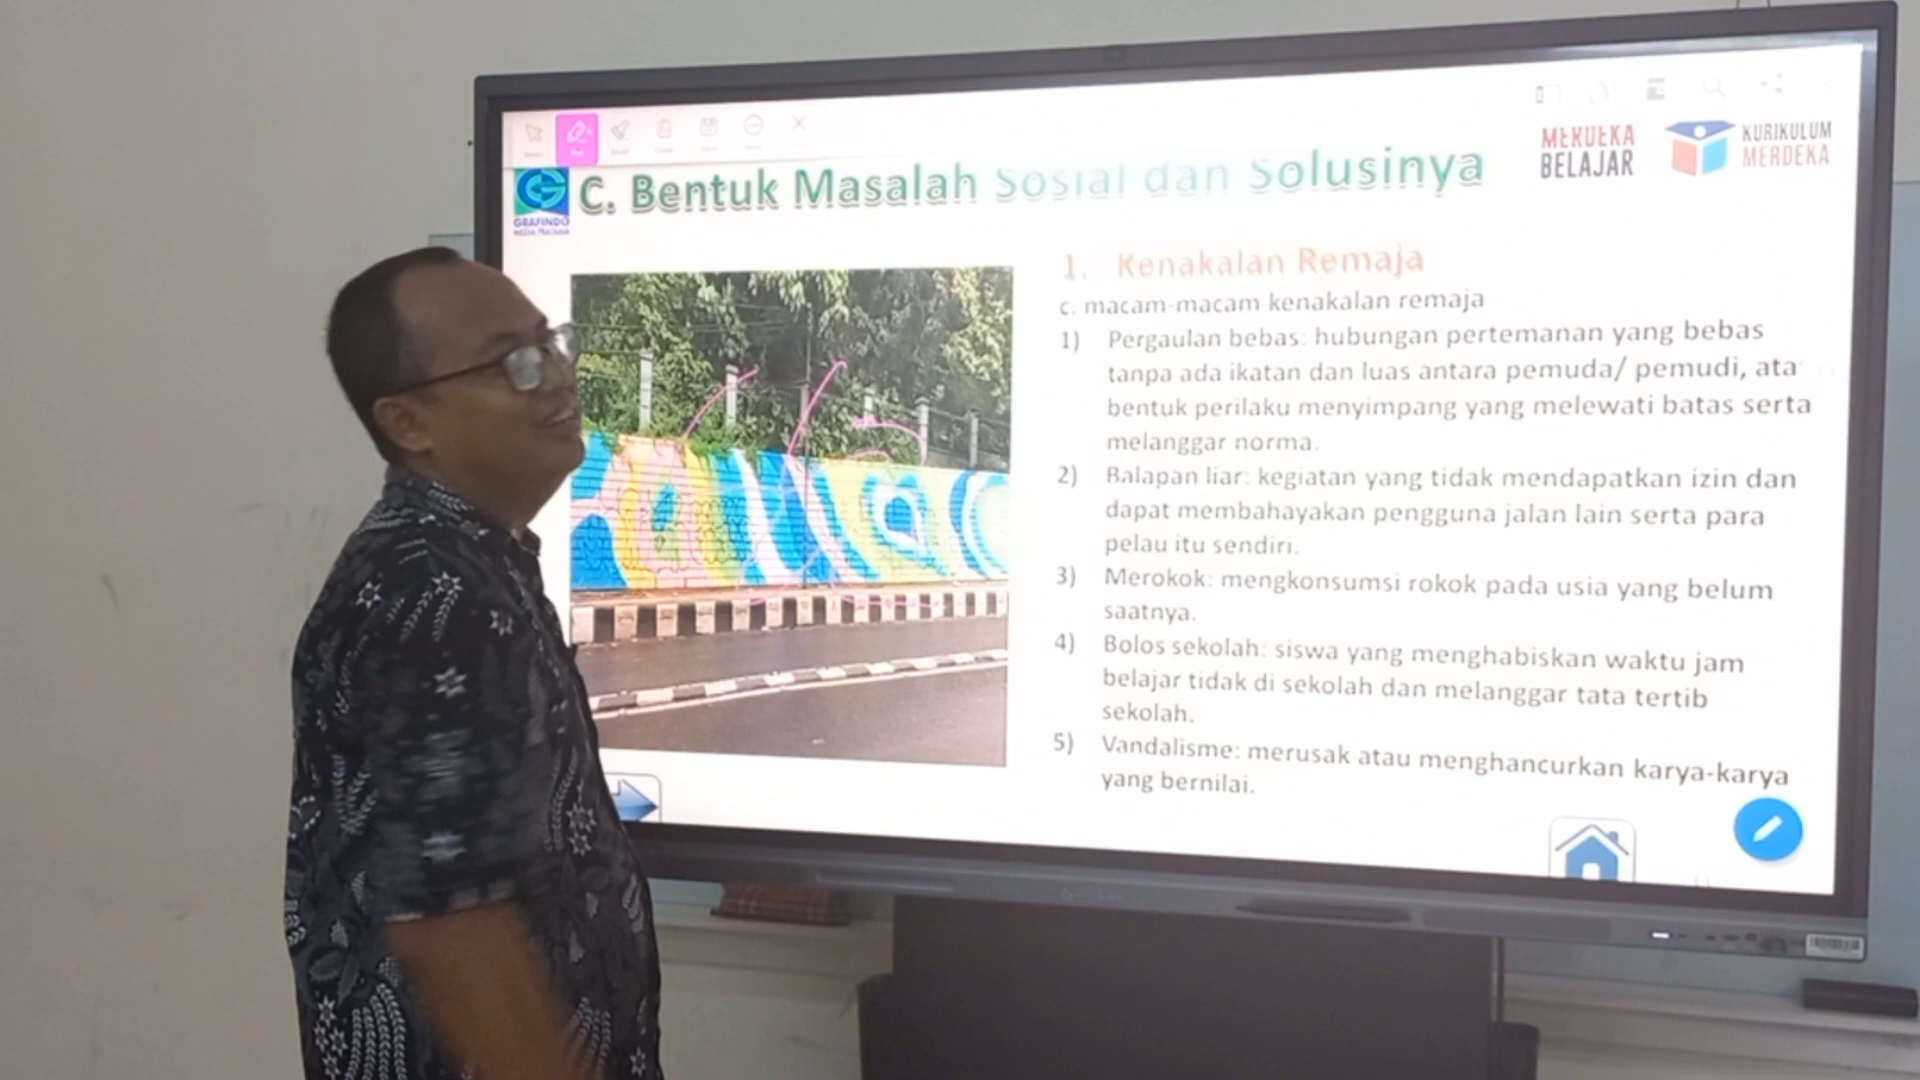 MERDEKA
BELAJAR
KURIKULUM
MERDEKA
GRAFINDO
MEDIA PRATAMA
C. Bentuk Masalah Sosial dan Solusinya
1. Kenakalan Remaja
c. macam-macam kenakalan remaja
1) Pergaulan bebas: hubungan pertemanan yang bebas
tanpa ada ikatan dan luas antara pemuda/ pemudi, ata
bentuk perilaku menyimpang yang melewati batas serta
melanggar norma.
2) Balapan liar: kegiatan yang tidak mendapatkan izin dan
dapat membahayakan pengguna jalan lain serta para
pelau itu sendiri.
3) Merokok: mengkonsumsi rokok pada usia yang belum
saatnya.
4) Bolos sekolah: siswa yang menghabiskan waktu jam
belajar tidak di sekolah dan melanggar tata tertib
sekolah.
5) Vandalisme: merusak atau menghancurkan karya-karya
yang bernilai.